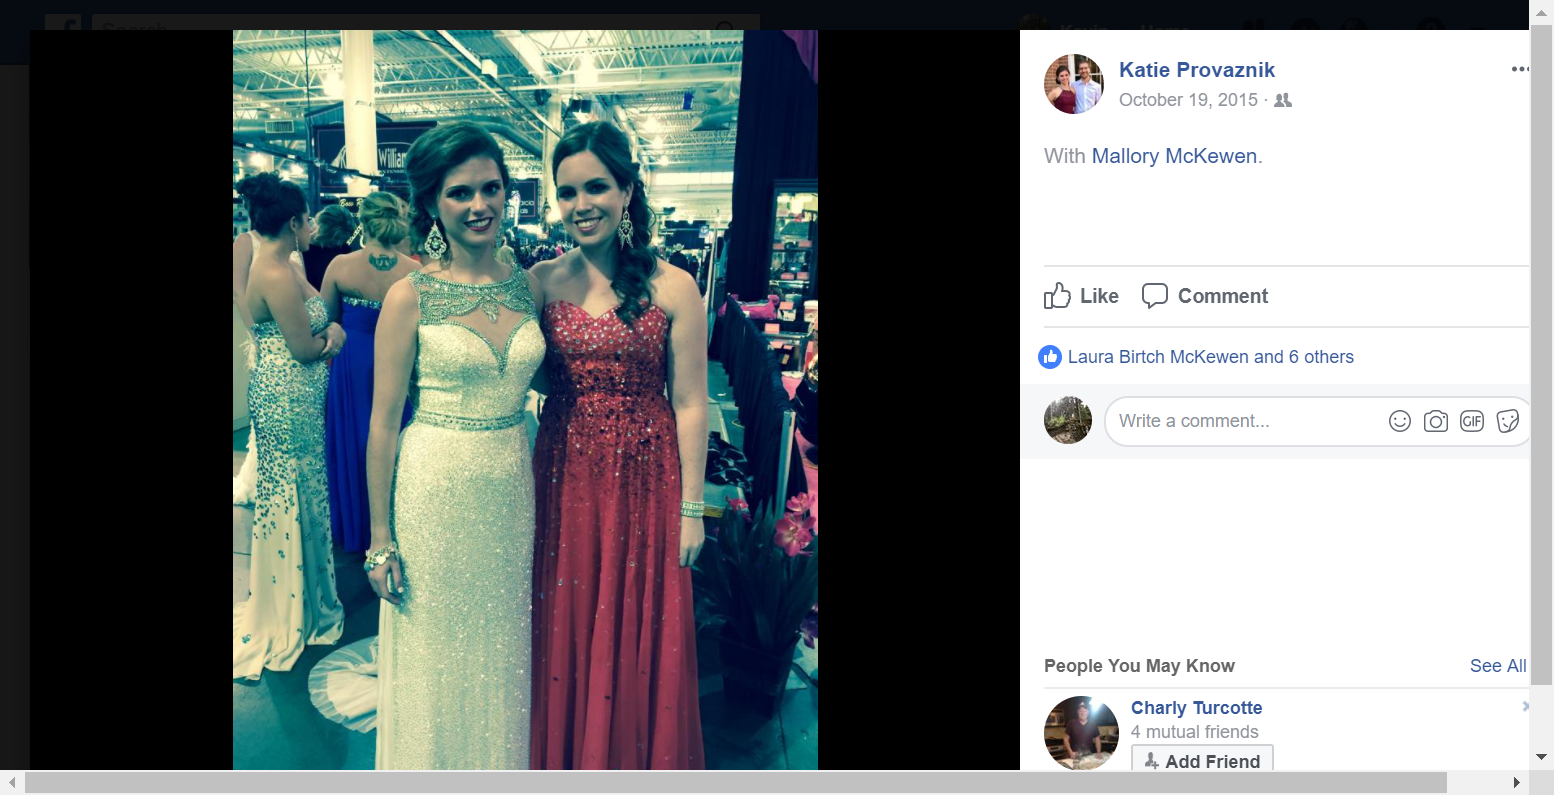 Search
Katie Provaznik
October 19, 2015 ·
With Mallory McKewen.
Like Comment
Laura Birtch McKewen and 6 others
Write a comment...
GIF
People You May Know See All
Charly Turcotte
4 mutual friends
Add Friend